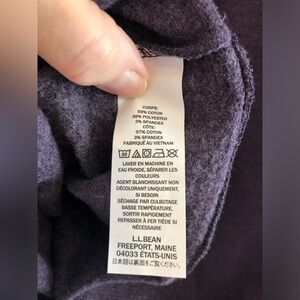 CORPS:
59% COTON
38% POLYESTER
3% SPANDEX
CÔTE:
97% COTON
3% SPANDEX
FABRIQUÉ AU VIETNAM
LAVER EN MACHINE EN
EAU FROIDE, SÉPARER LES
COULEURS
AGENT BLANCHISSANT NON
DÉCOLORANT UNIQUEMENT,
SI BESOIN
SÉCHAGE PAR CULBUTAGE
BASSE TEMPÉRATURE,
SORTIR RAPIDEMENT
REPASSER À FER TIÈDE SI
NÉCESSAIRE
L.L.BEAN
FREEPORT, MAINE
04033 ÉTATS-UNIS
日本語は裏面をご覧ください。